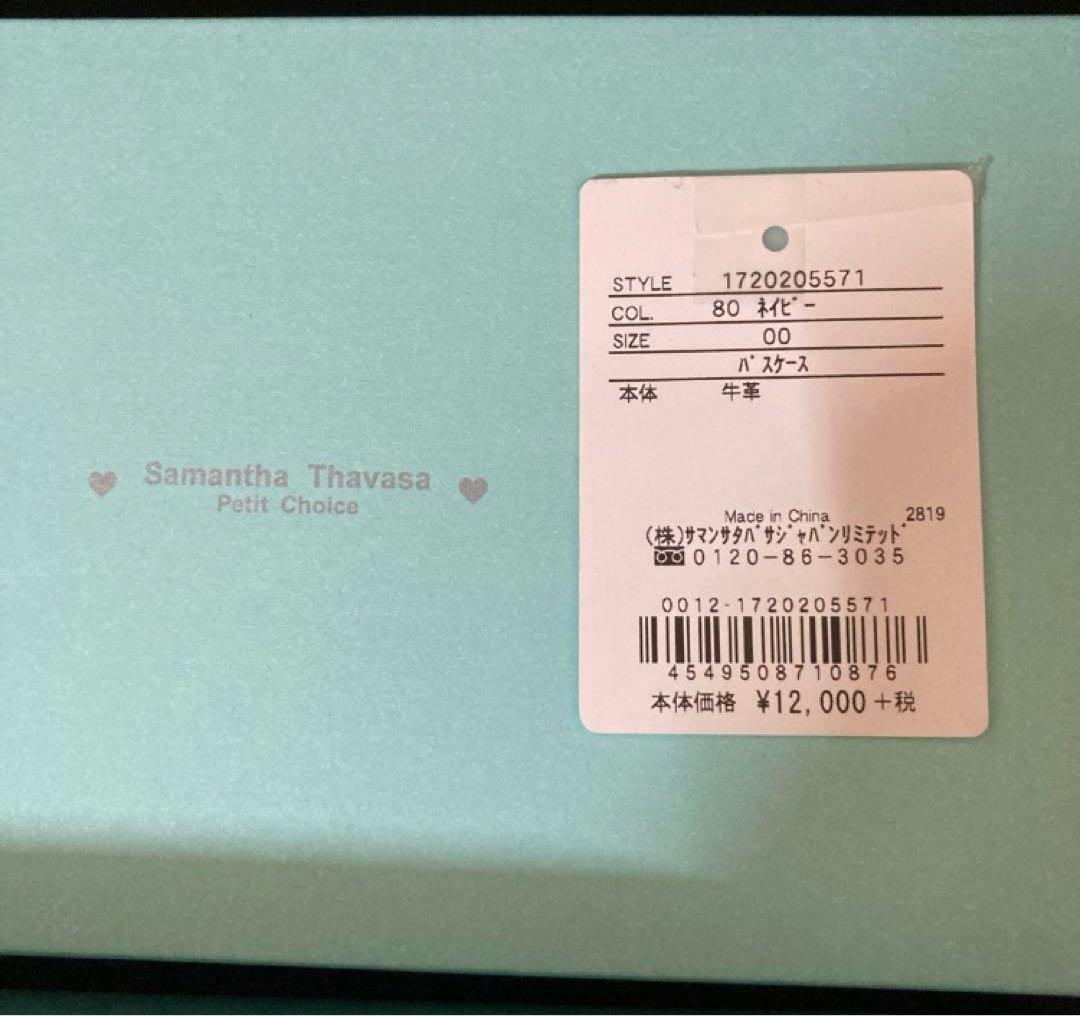 Samantha Thavasa
Petit Choice
STYLE 1720205571
COL. 80 ﾈｲﾋﾞｰ
SIZE 00
ﾊﾟｽｹｰｽ
本体 牛革
Made in China 2819
(株)ｻﾏﾝｻﾀﾊﾞｻｼﾞｬﾊﾟﾝﾘﾐﾃｯﾄﾞ
0120-86-3035
0012-1720205571
4549508710876
本体価格 ¥12,000+税